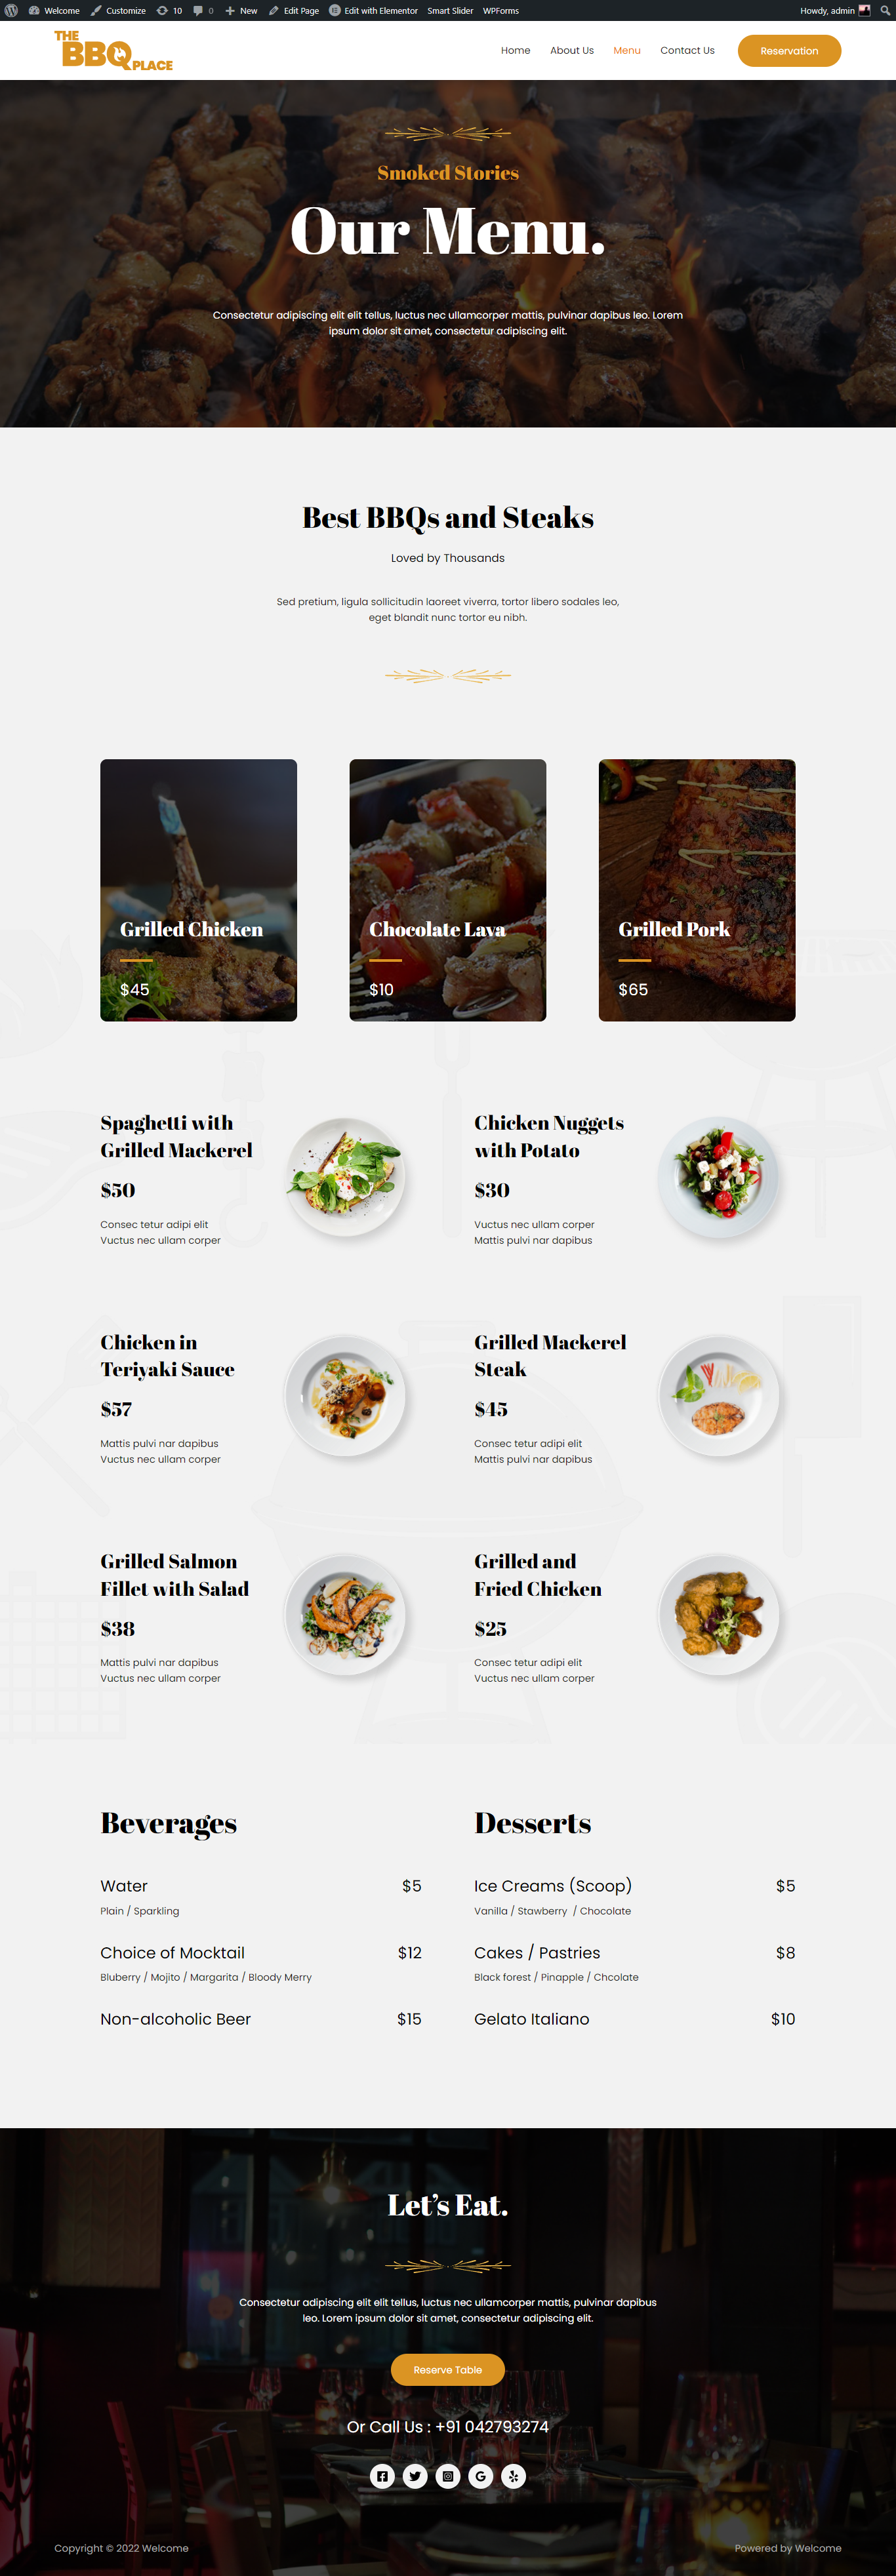 Welcome Customize 10 0 New Edit Page Edit with Elementor Smart Slider WPForms Howdy, admin
THE
BBQ
PLACE
Home About Us Menu Contact Us Reservation
Smoked Stories
Our Menu.
Consectetur adipiscing elit elit tellus, luctus nec ullamcorper mattis, pulvinar dapibus leo. Lorem
ipsum dolor sit amet, consectetur adipiscing elit.
Best BBQs and Steaks
Loved by Thousands
Sed pretium, ligula sollicitudin laoreet viverra, tortor libero sodales leo,
eget blandit nunc tortor eu nibh.
Grilled Chicken
$45
Chocolate Lava
$10
Grilled Pork
$65
Spaghetti with
Grilled Mackerel
$50
Consec tetur adipi elit
Vuctus nec ullam corper
Chicken Nuggets
with Potato
$30
Vuctus nec ullam corper
Mattis pulvi nar dapibus
Chicken in
Teriyaki Sauce
$57
Mattis pulvi nar dapibus
Vuctus nec ullam corper
Grilled Mackerel
Steak
$45
Consec tetur adipi elit
Mattis pulvi nar dapibus
Grilled Salmon
Fillet with Salad
$38
Mattis pulvi nar dapibus
Vuctus nec ullam corper
Grilled and
Fried Chicken
$25
Consec tetur adipi elit
Vuctus nec ullam corper
Beverages
Water $5
Plain / Sparkling
Choice of Mocktail $12
Bluberry / Mojito / Margarita / Bloody Merry
Non-alcoholic Beer $15
Desserts
Ice Creams (Scoop) $5
Vanilla / Stawberry / Chocolate
Cakes / Pastries $8
Black forest / Pinapple / Chcolate
Gelato Italiano $10
Let's Eat.
Consectetur adipiscing elit elit tellus, luctus nec ullamcorper mattis, pulvinar dapibus
leo. Lorem ipsum dolor sit amet, consectetur adipiscing elit.
Reserve Table
Or Call Us : +91 042793274
Copyright © 2022 Welcome Powered by Welcome